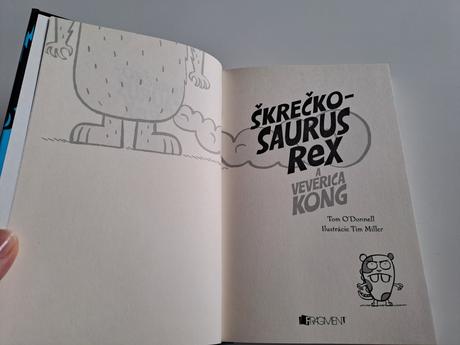 ŠKREČKO-
SAURUS
ReX
A
VEVERICA
KONG
Tom O'Donnell
Ilustrácie Tim Miller
FRAGMENT